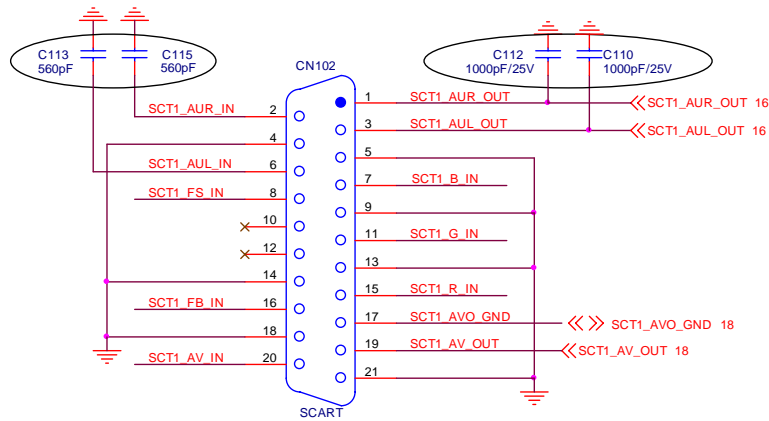 C113
560pF
C115
560pF
C112
1000pF/25V
C110
1000pF/25V
CN102
SCT1_AUR_IN 2
4
SCT1_AUL_IN 6
SCT1_FS_IN 8
10
12
14
SCT1_FB_IN 16
18
SCT1_AV_IN 20
1 SCT1_AUR_OUT SCT1_AUR_OUT 16
3 SCT1_AUL_OUT SCT1_AUL_OUT 16
5
7 SCT1_B_IN
9
11 SCT1_G_IN
13
15 SCT1_R_IN
17 SCT1_AVO_GND SCT1_AVO_GND 18
19 SCT1_AV_OUT SCT1_AV_OUT 18
21
SCART